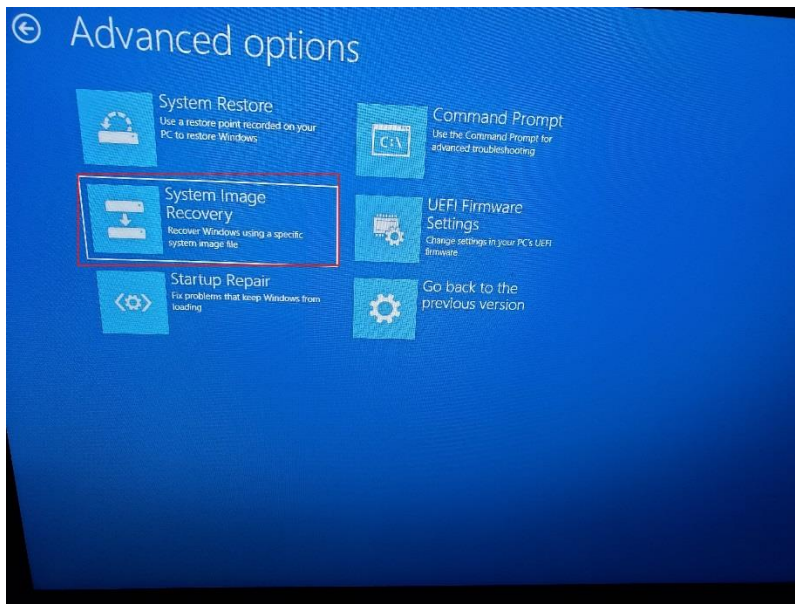 Advanced options
System Restore
Use a restore point recorded on your
PC to restore Windows
System Image
Recovery
Recover Windows using a specific
system image file
Startup Repair
Fix problems that keep Windows from
loading
Command Prompt
Use the Command Prompt for
advanced troubleshooting
C:\
UEFI Firmware
Settings
Change settings in your PC's UEFI
firmware
Go back to the
previous version